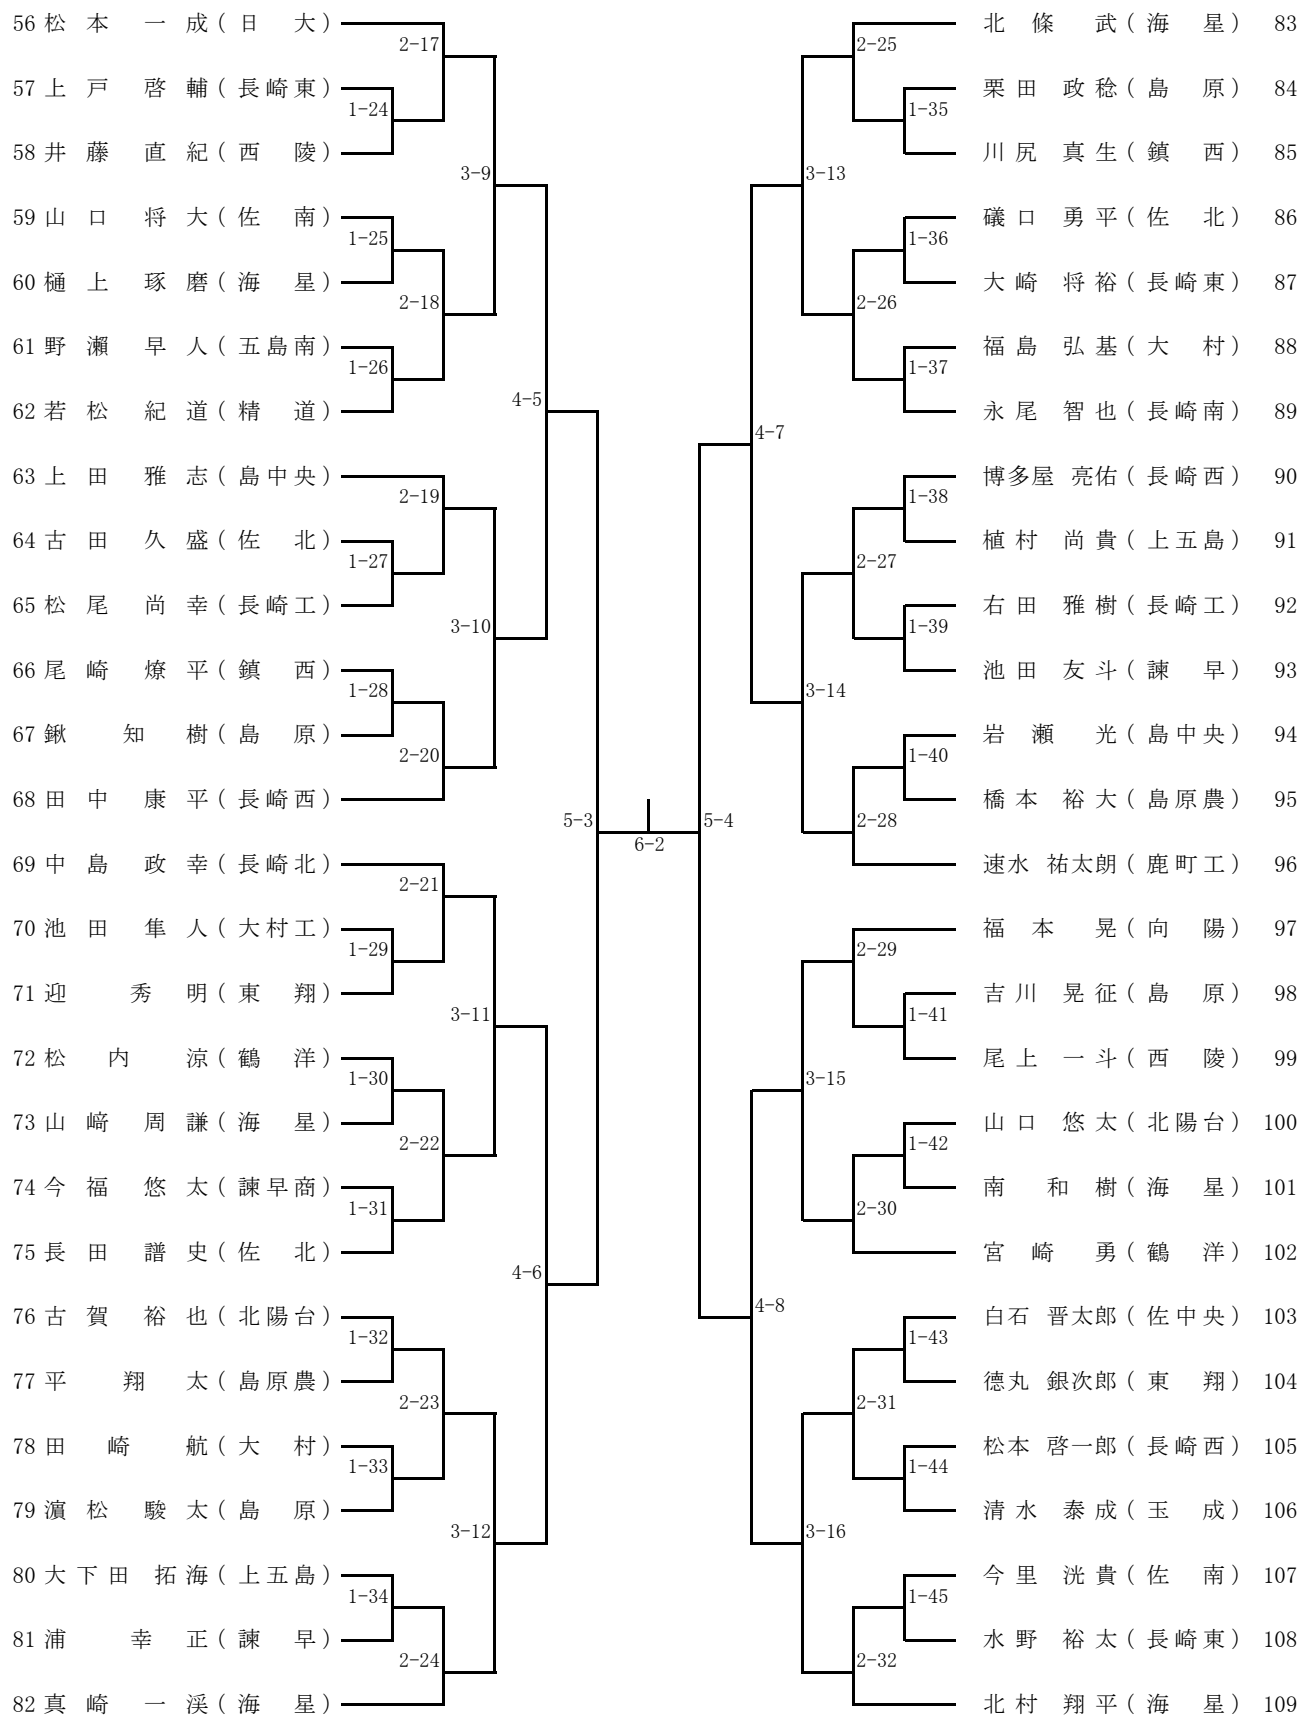 56 松本 一成 (日大)
2-17
57 上戸 啓輔 (長崎東)
1-24
58 井藤 直紀 (西陵)
3-9
59 山口 将大 (佐南)
1-25
60 樋上 琢磨 (海星)
2-18
61 野瀬 早人 (五島南)
1-26
62 若松 紀道 (精道)
4-5
63 上田 雅志 (島中央)
2-19
64 古田 久盛 (佐北)
1-27
65 松尾 尚幸 (長崎工)
3-10
66 尾崎 燎平 (鎮西)
1-28
67 鍬 知樹 (島原)
2-20
68 田中 康平 (長崎西)
5-3
69 中島 政幸 (長崎北)
2-21
70 池田 隼人 (大村工)
1-29
71 迎 秀明 (東翔)
3-11
72 松内 涼 (鶴洋)
1-30
73 山﨑 周謙 (海星)
2-22
74 今福 悠太 (諫早商)
1-31
75 長田 譜史 (佐北)
4-6
76 古賀 裕也 (北陽台)
1-32
77 平 翔太 (島原農)
2-23
78 田崎 航 (大村)
1-33
79 濵松 駿太 (島原)
3-12
80 大下田 拓海 (上五島)
1-34
81 浦 幸正 (諫早)
2-24
82 真崎 一渓 (海星)
6-2
北條 武 (海星) 83
2-25
栗田 政稔 (島原) 84
1-35
川尻 真生 (鎮西) 85
3-13
礒口 勇平 (佐北) 86
1-36
大崎 将裕 (長崎東) 87
2-26
福島 弘基 (大村) 88
1-37
永尾 智也 (長崎南) 89
4-7
博多屋 亮佑 (長崎西) 90
1-38
植村 尚貴 (上五島) 91
2-27
右田 雅樹 (長崎工) 92
1-39
池田 友斗 (諫早) 93
3-14
岩瀬 光 (島中央) 94
1-40
橋本 裕大 (島原農) 95
2-28
5-4
速水 祐太朗 (鹿町工) 96
福本 晃 (向陽) 97
2-29
吉川 晃征 (島原) 98
1-41
尾上 一斗 (西陵) 99
3-15
山口 悠太 (北陽台) 100
1-42
南 和樹 (海星) 101
2-30
宮崎 勇 (鶴洋) 102
4-8
白石 晋太郎 (佐中央) 103
1-43
德丸 銀次郎 (東翔) 104
2-31
松本 啓一郎 (長崎西) 105
1-44
清水 泰成 (玉成) 106
3-16
今里 洸貴 (佐南) 107
1-45
水野 裕太 (長崎東) 108
2-32
北村 翔平 (海星) 109